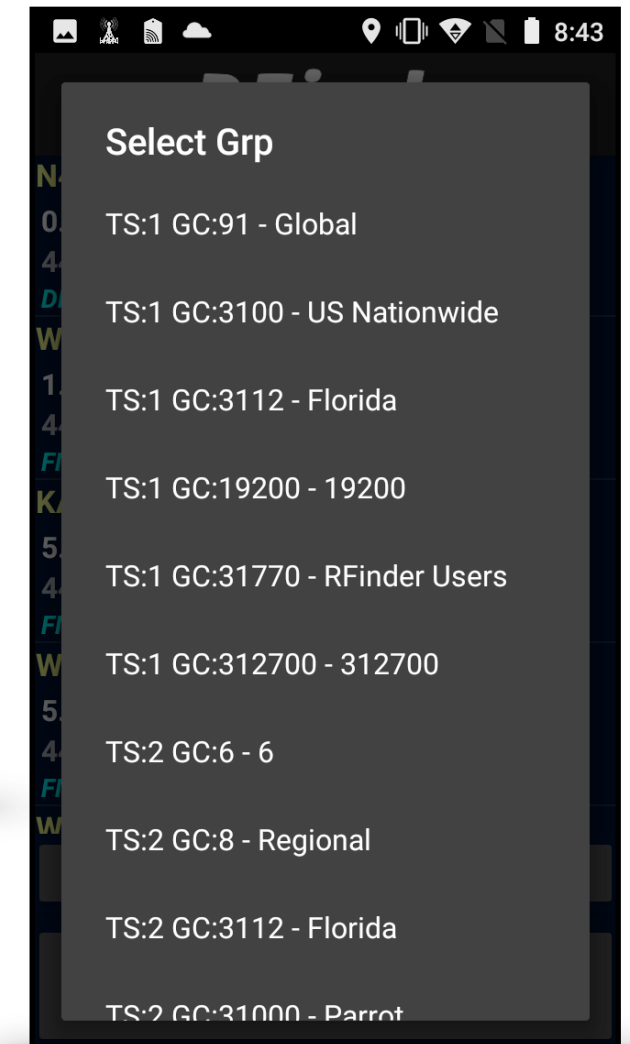 8:43
Select Grp
TS:1 GC:91 - Global
TS:1 GC:3100 - US Nationwide
TS:1 GC:3112 - Florida
TS:1 GC:19200 - 19200
TS:1 GC:31770 - RFinder Users
TS:1 GC:312700 - 312700
TS:2 GC:6 - 6
TS:2 GC:8 - Regional
TS:2 GC:3112 - Florida
TS:2 GC:31000 - Parrot